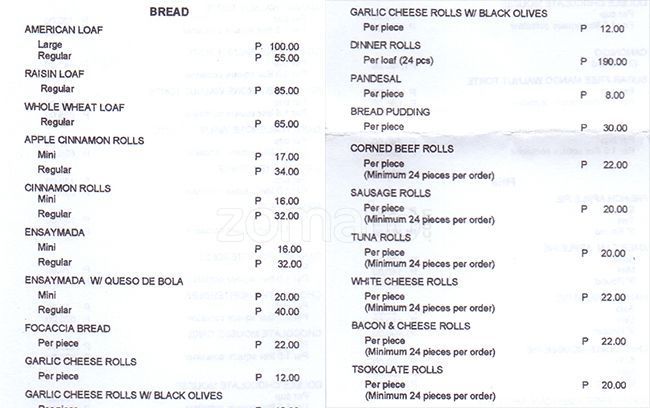 BREAD
AMERICAN LOAF
Large P 100.00
Regular P 55.00
RAISIN LOAF
Regular P 85.00
WHOLE WHEAT LOAF
Regular P 85.00
APPLE CINNAMON ROLLS
Mini P 17.00
Regular P 34.00
CINNAMON ROLLS
Mini P 16.00
Regular P 32.00
ENSAYMADA
Mini P 16.00
Regular P 32.00
ENSAYMADA W/ QUESO DE BOLA
Mini P 20.00
Regular P 40.00
FOCACCIA BREAD
Per piece P 22.00
GARLIC CHEESE ROLLS
Per piece P 12.00
GARLIC CHEESE ROLLS W/ BLACK OLIVES
GARLIC CHEESE ROLLS W/ BLACK OLIVES
Per piece P 12.00
DINNER ROLLS
Per loaf (24 pcs) P 190.00
PANDESAL
Per piece P 8.00
BREAD PUDDING
Per piece P 30.00
CORNED BEEF ROLLS
Per piece P 22.00
(Minimum 24 pieces per order)
SAUSAGE ROLLS
Per piece P 20.00
(Minimum 24 pieces per order)
TUNA ROLLS
Per piece P 20.00
(Minimum 24 pieces per order)
WHITE CHEESE ROLLS
Per piece P 22.00
(Minimum 24 pieces per order)
BACON & CHEESE ROLLS
Per piece P 22.00
(Minimum 24 pieces per order)
TSOKOLATE ROLLS
Per piece P 20.00
(Minimum 24 pieces per order)
zomato